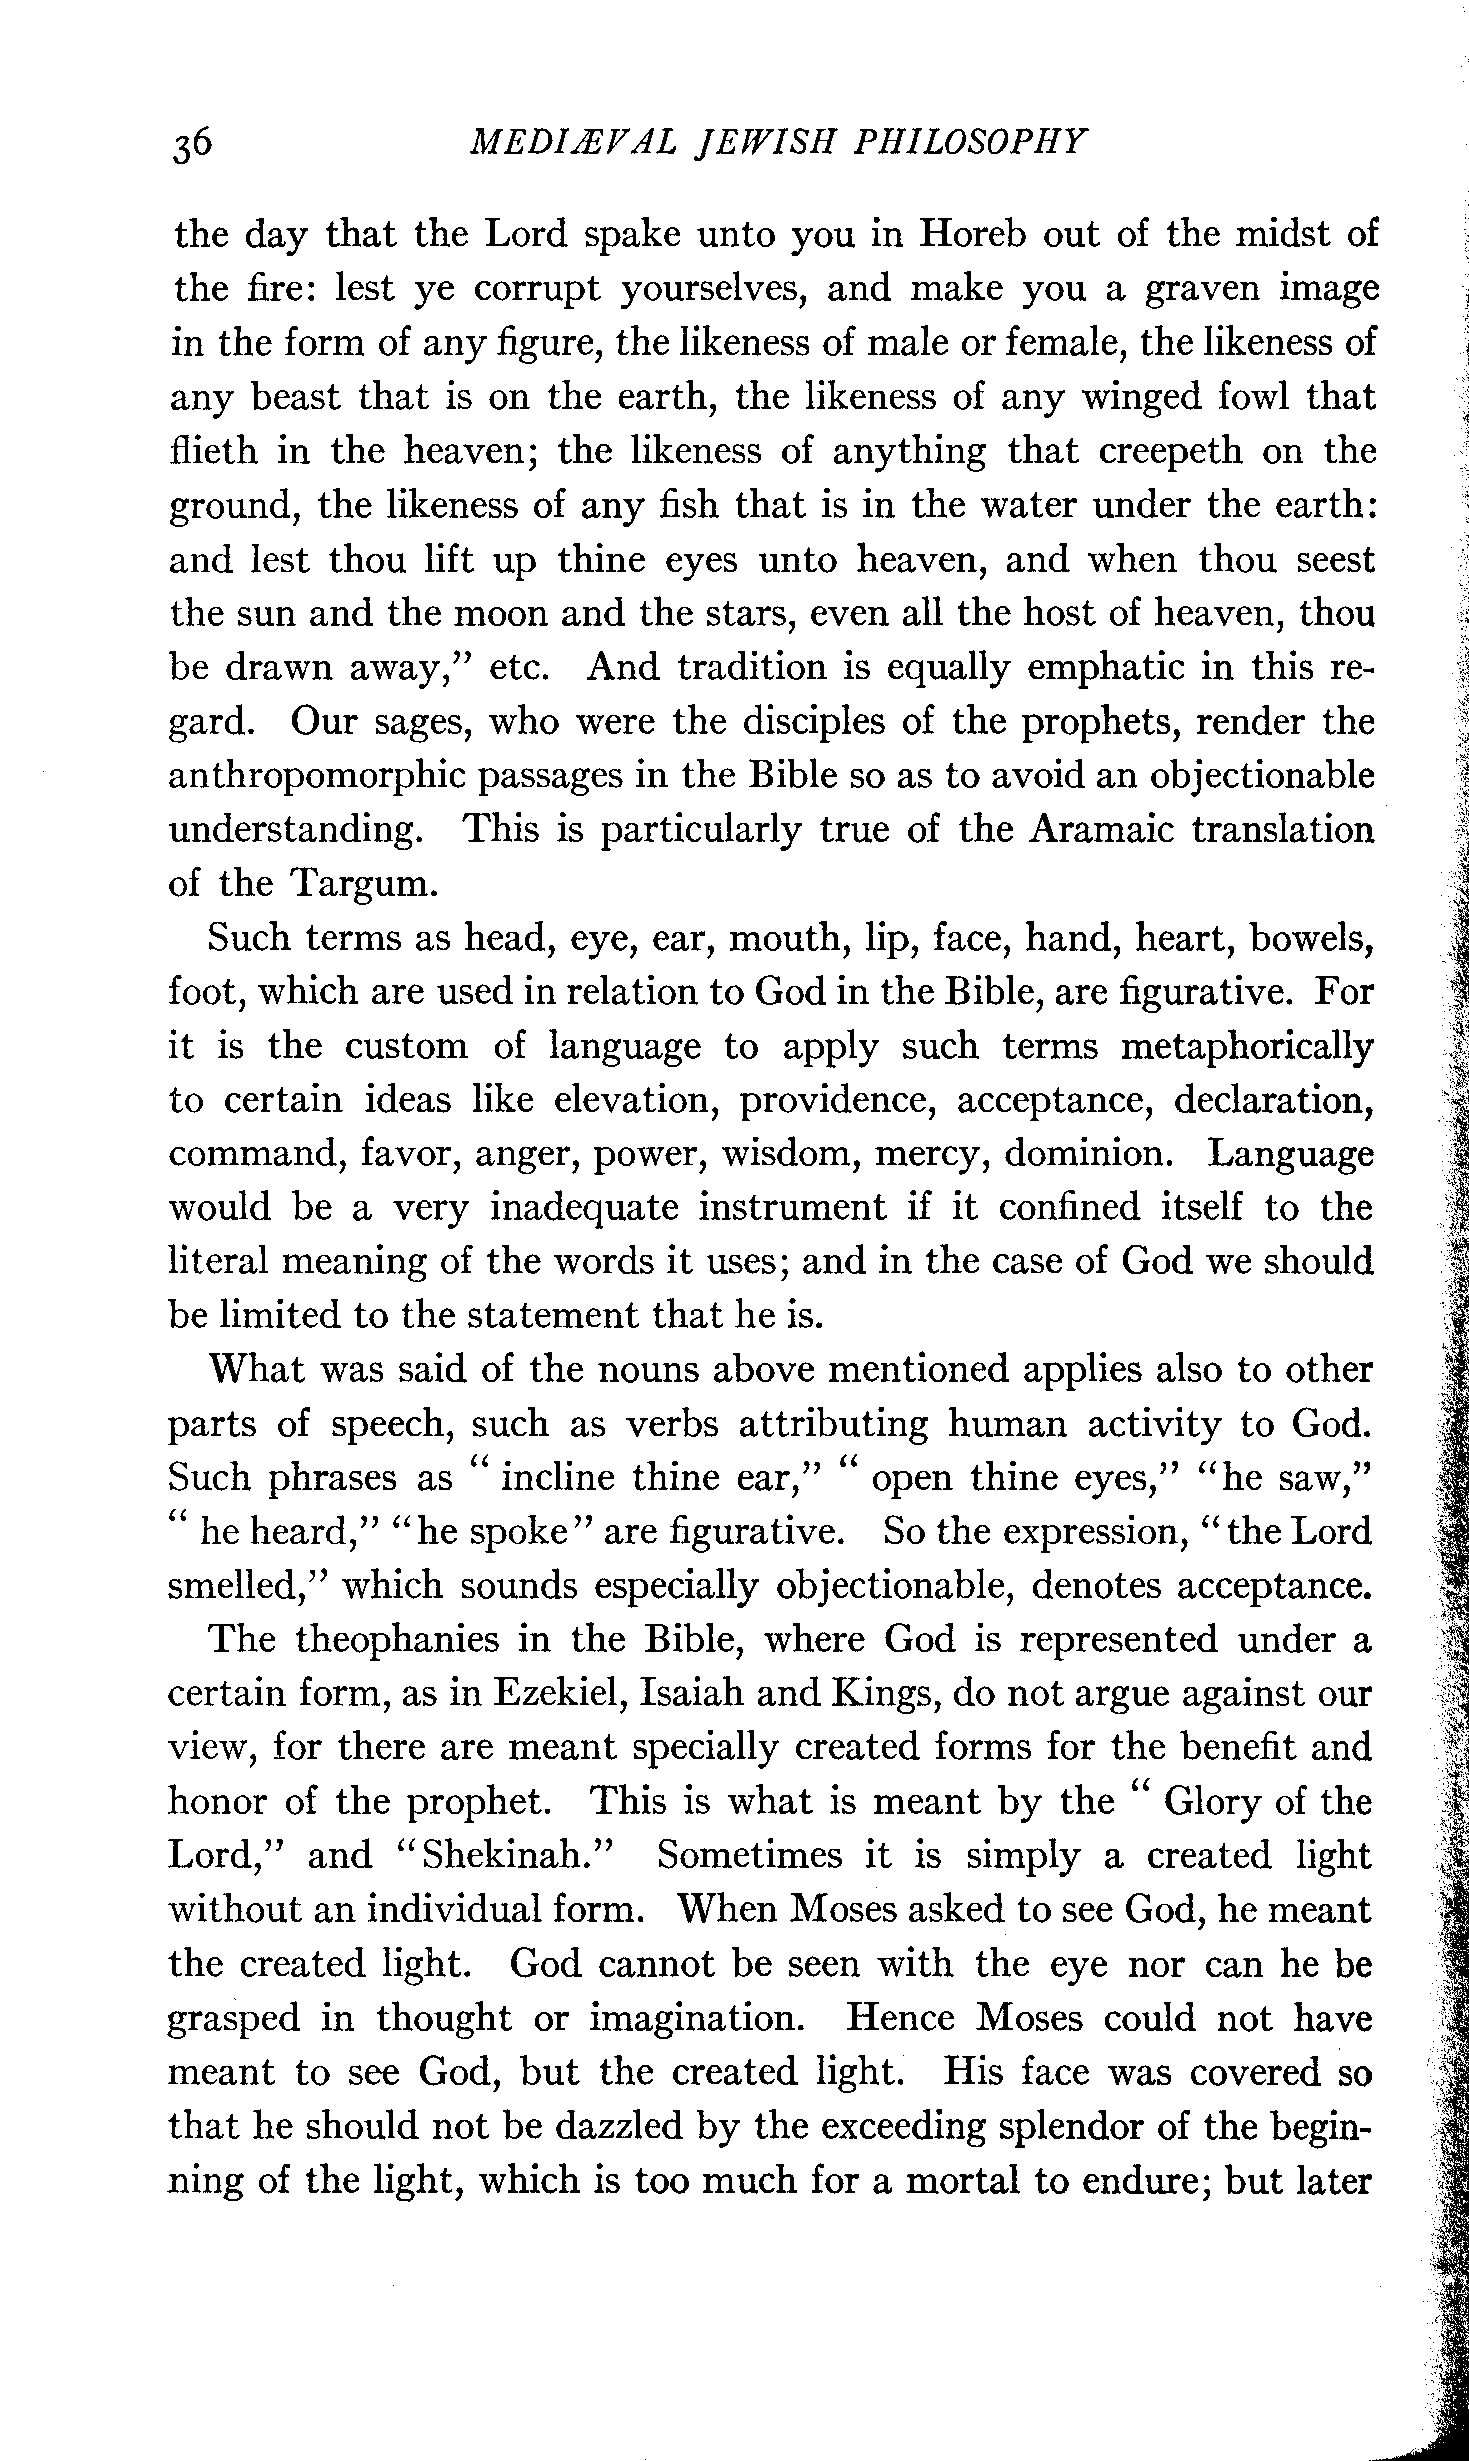 36 MEDIÆVAL JEWISH PHILOSOPHY
the day that the Lord spake unto you in Horeb out of the midst of
the fire: lest ye corrupt yourselves, and make you a graven image
in the form of any figure, the likeness of male or female, the likeness of
any beast that is on the earth, the likeness of any winged fowl that
flieth in the heaven; the likeness of anything that creepeth on the
ground, the likeness of any fish that is in the water under the earth:
and lest thou lift up thine eyes unto heaven, and when thou seest
the sun and the moon and the stars, even all the host of heaven, thou
be drawn away,” etc. And tradition is equally emphatic in this re-
gard. Our sages, who were the disciples of the prophets, render the
anthropomorphic passages in the Bible so as to avoid an objectionable
understanding. This is particularly true of the Aramaic translation
of the Targum.
Such terms as head, eye, ear, mouth, lip, face, hand, heart, bowels,
foot, which are used in relation to God in the Bible, are figurative. For
it is the custom of language to apply such terms metaphorically
to certain ideas like elevation, providence, acceptance, declaration,
command, favor, anger, power, wisdom, mercy, dominion. Language
would be a very inadequate instrument if it confined itself to the
literal meaning of the words it uses; and in the case of God we should
be limited to the statement that he is.
What was said of the nouns above mentioned applies also to other
parts of speech, such as verbs attributing human activity to God.
Such phrases as “ incline thine ear,” “ open thine eyes,” “he saw,”
“ he heard,” “he spoke” are figurative. So the expression, “the Lord
smelled,” which sounds especially objectionable, denotes acceptance.
The theophanies in the Bible, where God is represented under a
certain form, as in Ezekiel, Isaiah and Kings, do not argue against our
view, for there are meant specially created forms for the benefit and
honor of the prophet. This is what is meant by the “ Glory of the
Lord,” and “Shekinah.” Sometimes it is simply a created light
without an individual form. When Moses asked to see God, he meant
the created light. God cannot be seen with the eye nor can he be
grasped in thought or imagination. Hence Moses could not have
meant to see God, but the created light. His face was covered so
that he should not be dazzled by the exceeding splendor of the begin-
ning of the light, which is too much for a mortal to endure; but later